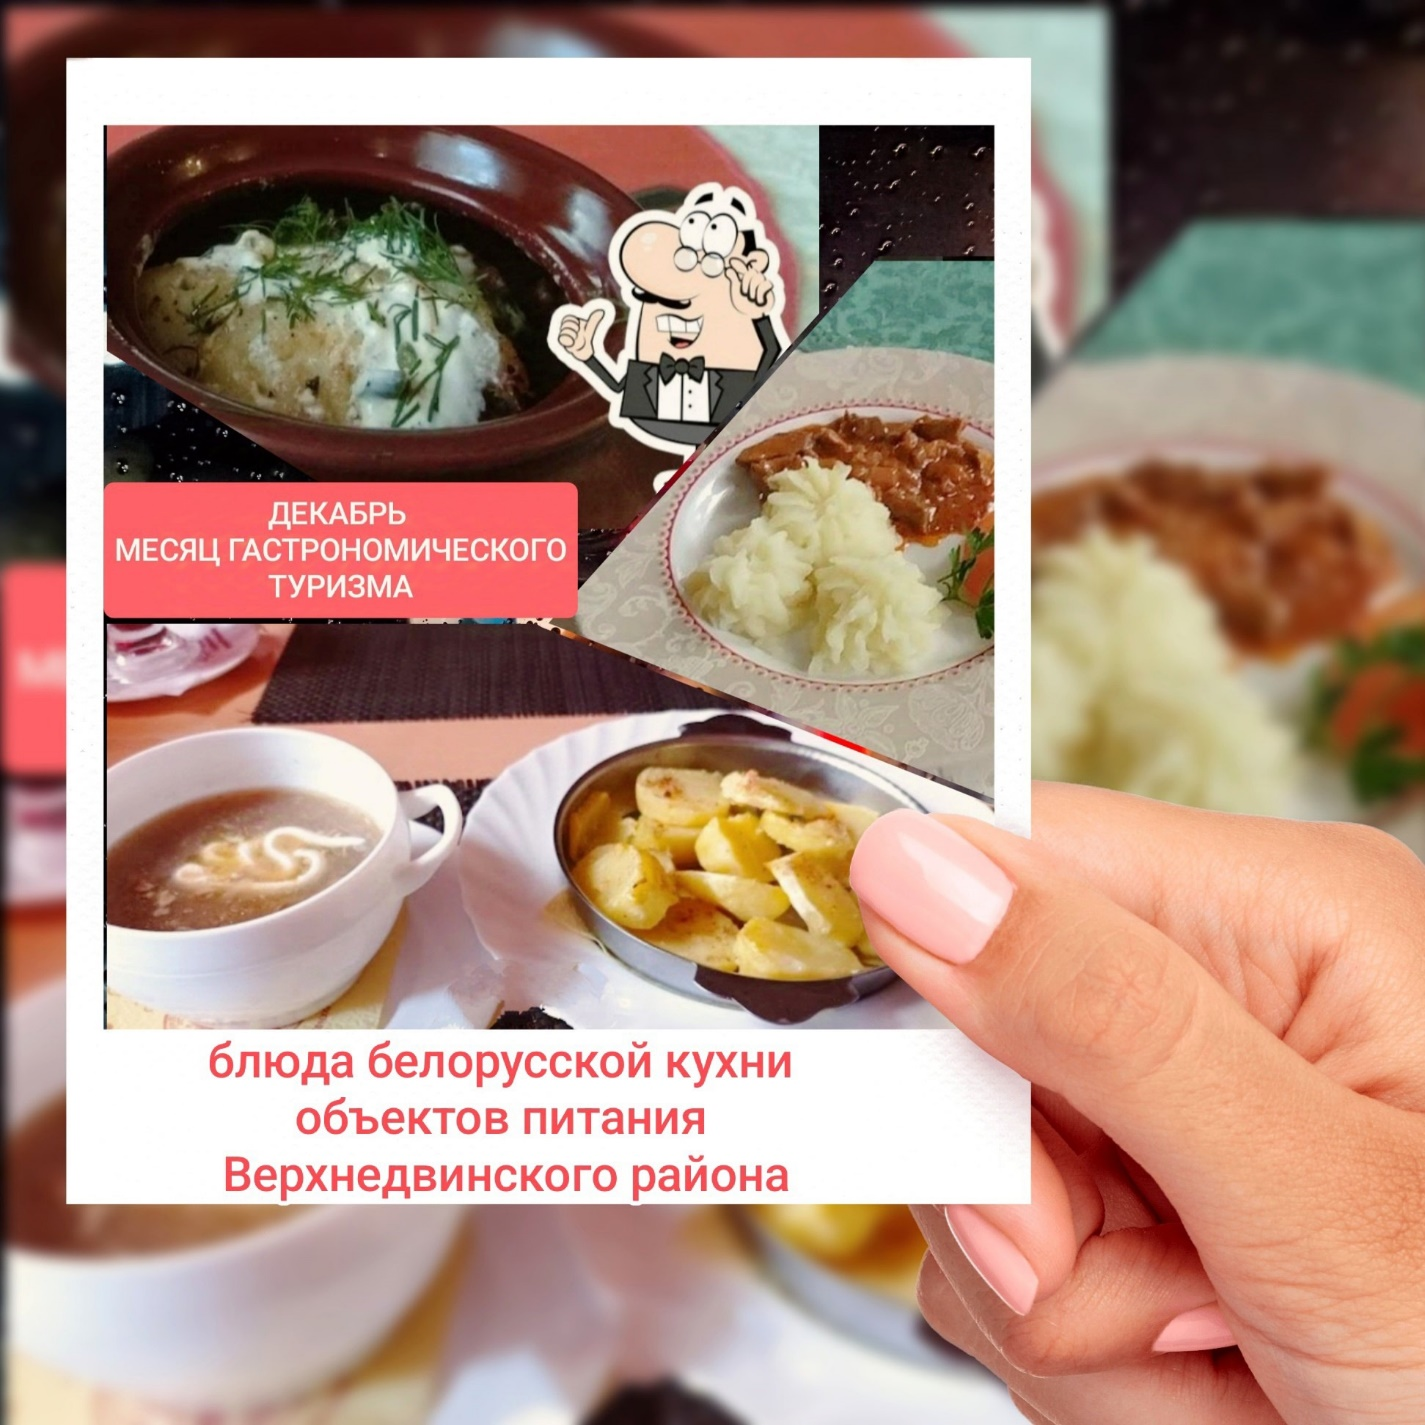 ДЕКАБРЬ
МЕСЯЦ ГАСТРОНОМИЧЕСКОГО
ТУРИЗМА
блюда белорусской кухни
объектов питания
Верхнедвинского района